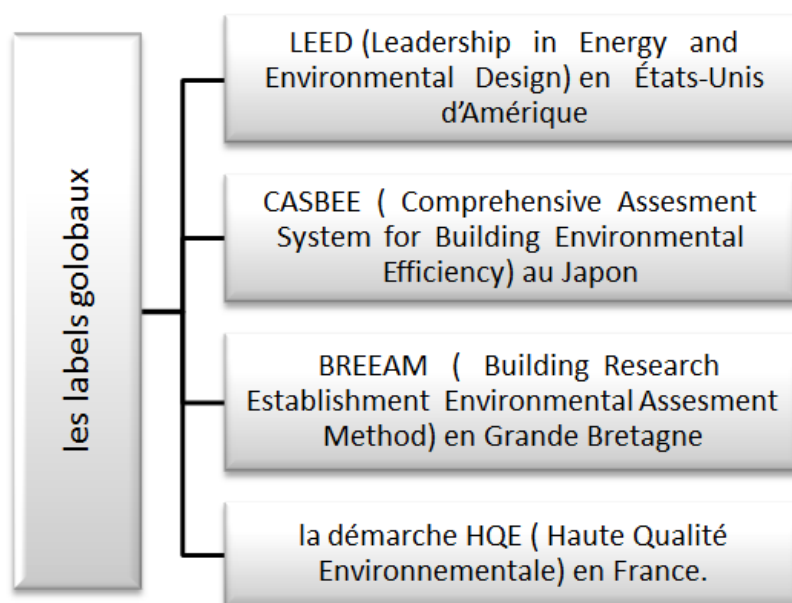 les labels golobaux
LEED (Leadership in Energy and
Environmental Design) en États-Unis
d'Amérique
CASBEE ( Comprehensive Assesment
System for Building Environmental
Efficiency) au Japon
BREEAM ( Building Research
Establishment Environmental Assesment
Method) en Grande Bretagne
la démarche HQE ( Haute Qualité
Environnementale) en France.